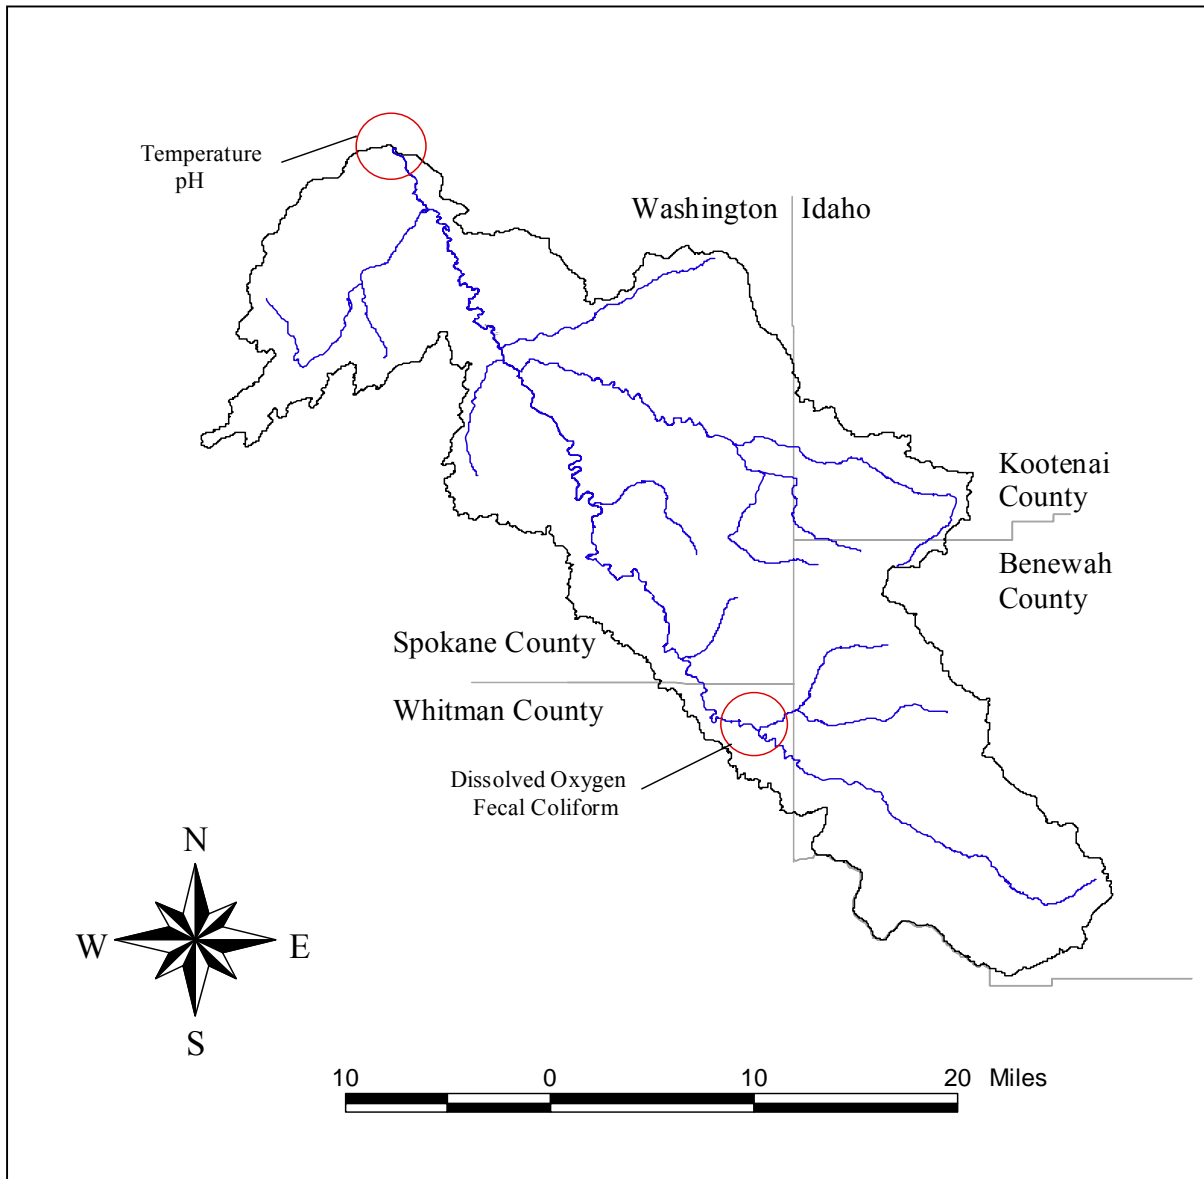 Temperature
pH
Washington
Idaho
Kootenai
County
Benewah
County
Spokane County
Whitman County
Dissolved Oxygen
Fecal Coliform
N
W
E
S
10
0
10
20
Miles